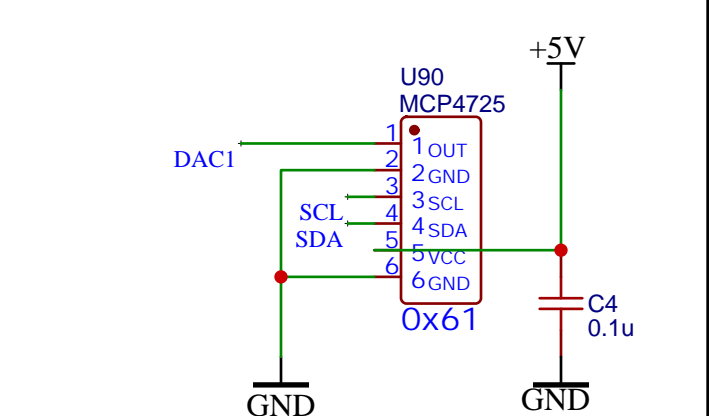 +5V
U90
MCP4725
DAC1
1
2
3
4
5
6
1 OUT
2 GND
3 SCL
4 SDA
5 VCC
6 GND
SCL
SDA
0x61
C4
0.1u
GND
GND